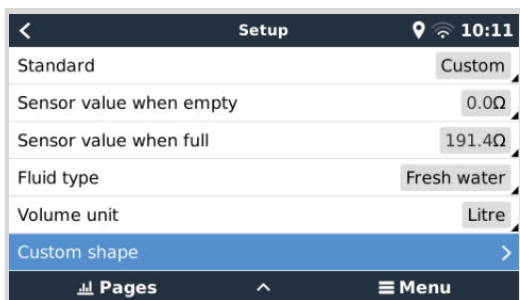 Setup 10:11
Standard Custom
Sensor value when empty 0.0Ω
Sensor value when full 191.4Ω
Fluid type Fresh water
Volume unit Litre
Custom shape
Pages Menu